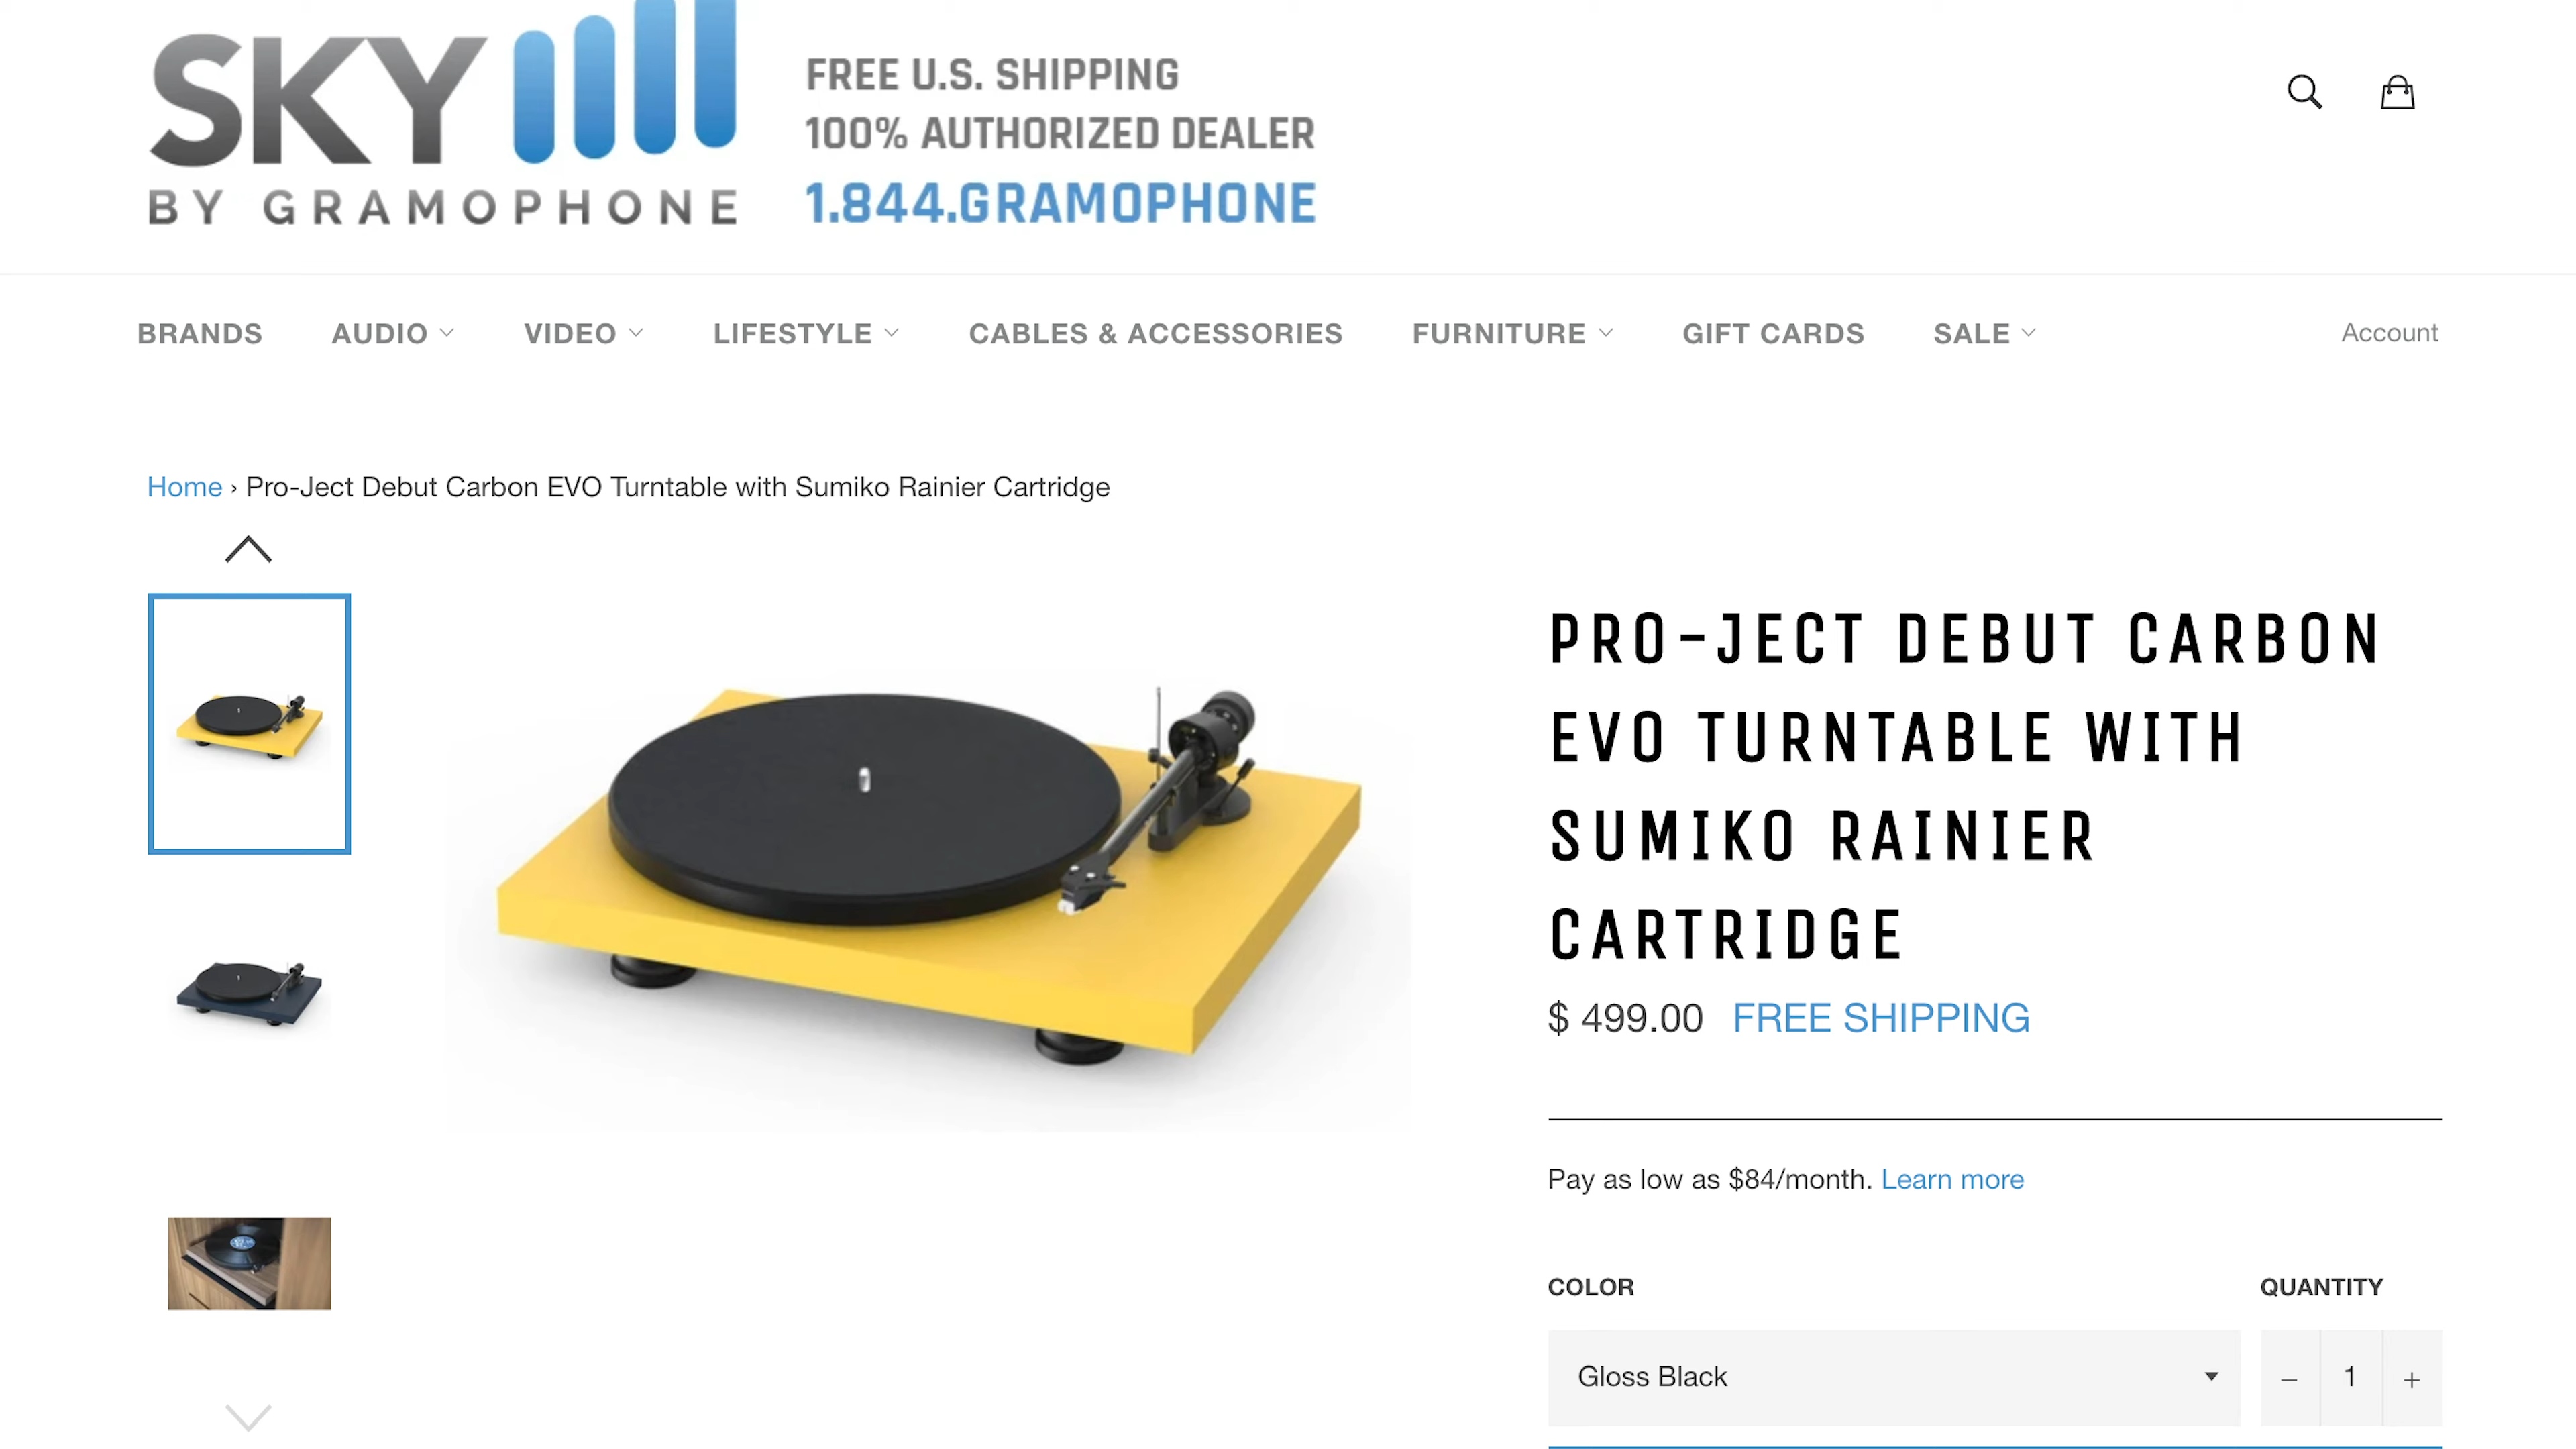 SKY
BY GRAMOPHONE
FREE U.S. SHIPPING
100% AUTHORIZED DEALER
1.844.GRAMOPHONE
BRANDS AUDIO VIDEO LIFESTYLE CABLES & ACCESSORIES FURNITURE GIFT CARDS SALE Account
Home › Pro-Ject Debut Carbon EVO Turntable with Sumiko Rainier Cartridge
PRO-JECT DEBUT CARBON
EVO TURNTABLE WITH
SUMIKO RAINIER
CARTRIDGE
$ 499.00 FREE SHIPPING
Pay as low as $84/month. Learn more
COLOR QUANTITY
Gloss Black − 1 +